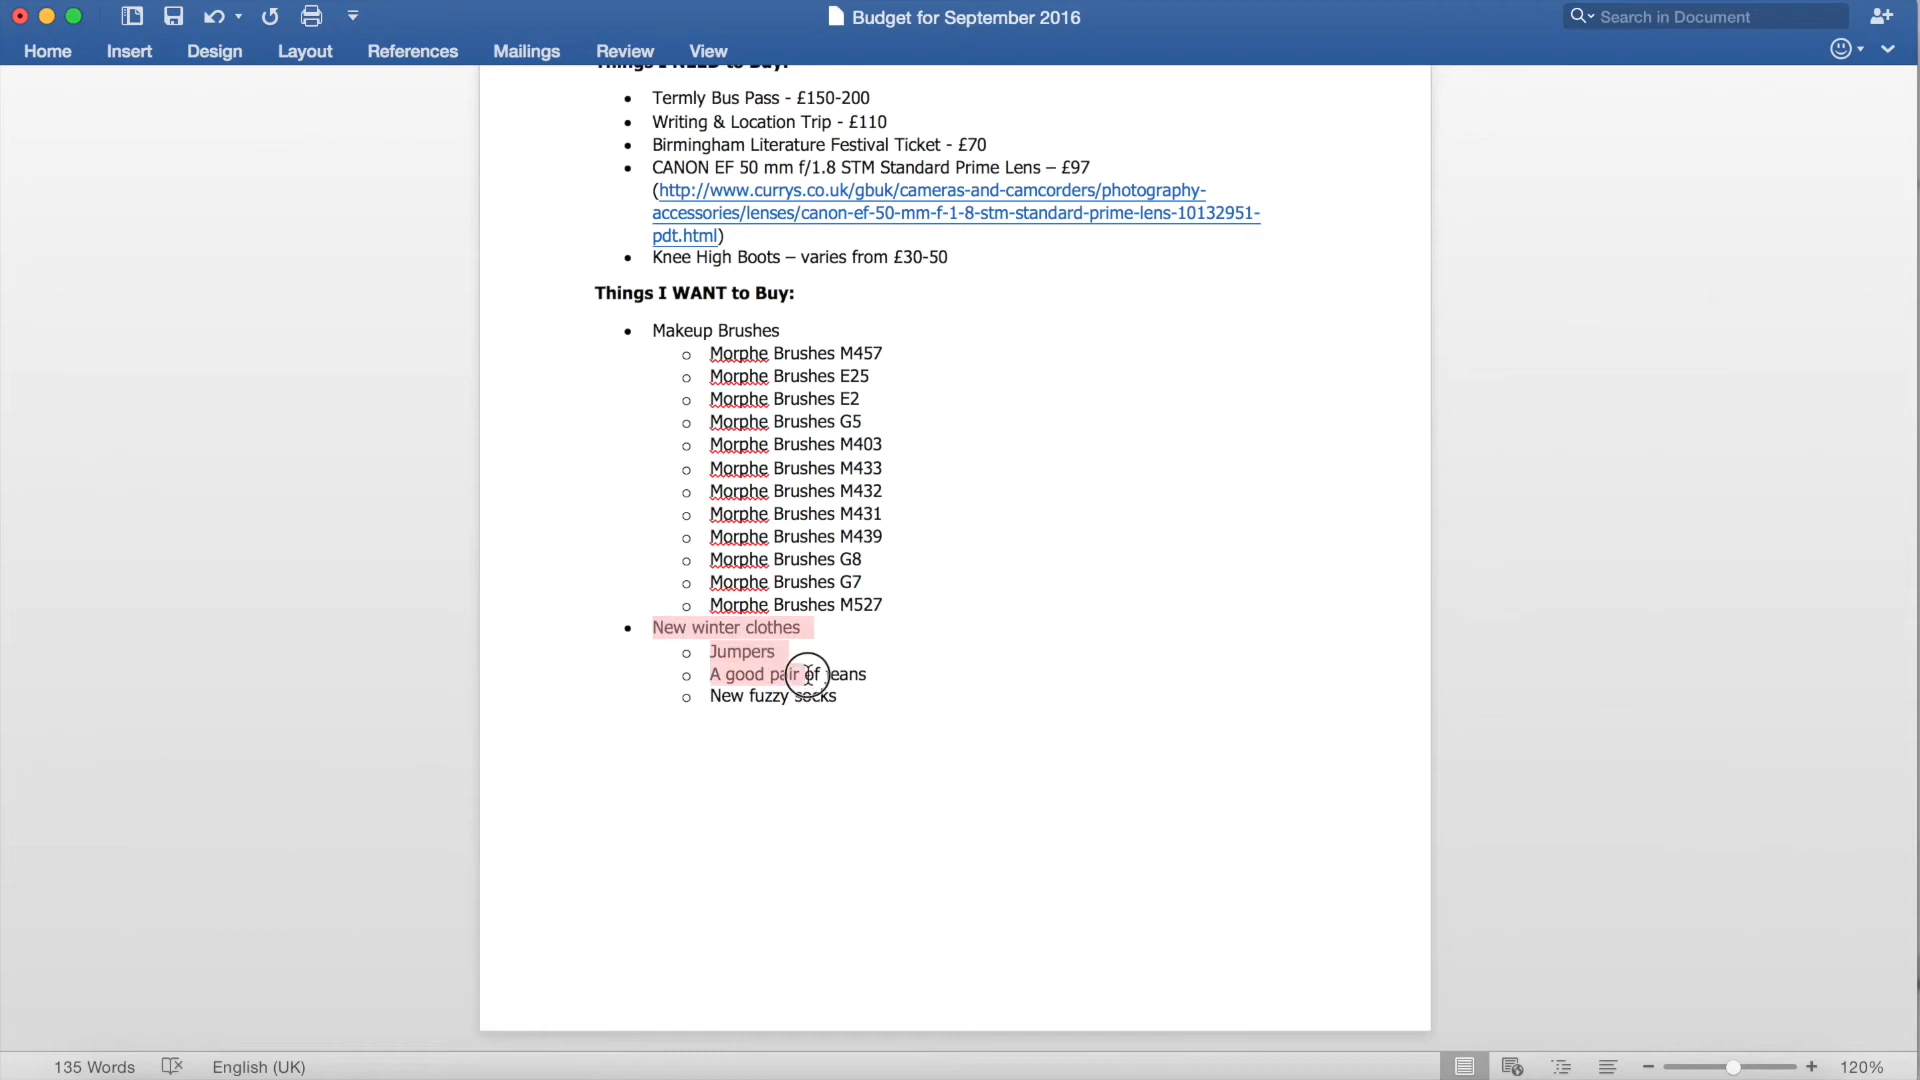 Budget for September 2016
Search in Document
Home Insert Design Layout References Mailings Review View
Things I NEED to Buy:
• Termly Bus Pass - £150-200
• Writing & Location Trip - £110
• Birmingham Literature Festival Ticket - £70
• CANON EF 50 mm f/1.8 STM Standard Prime Lens – £97
(http://www.currys.co.uk/gbuk/cameras-and-camcorders/photography-
accessories/lenses/canon-ef-50-mm-f-1-8-stm-standard-prime-lens-10132951-
pdt.html)
• Knee High Boots – varies from £30-50
Things I WANT to Buy:
• Makeup Brushes
o Morphe Brushes M457
o Morphe Brushes E25
o Morphe Brushes E2
o Morphe Brushes G5
o Morphe Brushes M403
o Morphe Brushes M433
o Morphe Brushes M432
o Morphe Brushes M431
o Morphe Brushes M439
o Morphe Brushes G8
o Morphe Brushes G7
o Morphe Brushes M527
• New winter clothes
o Jumpers
o A good pair of jeans
o New fuzzy socks
135 Words English (UK) 120%